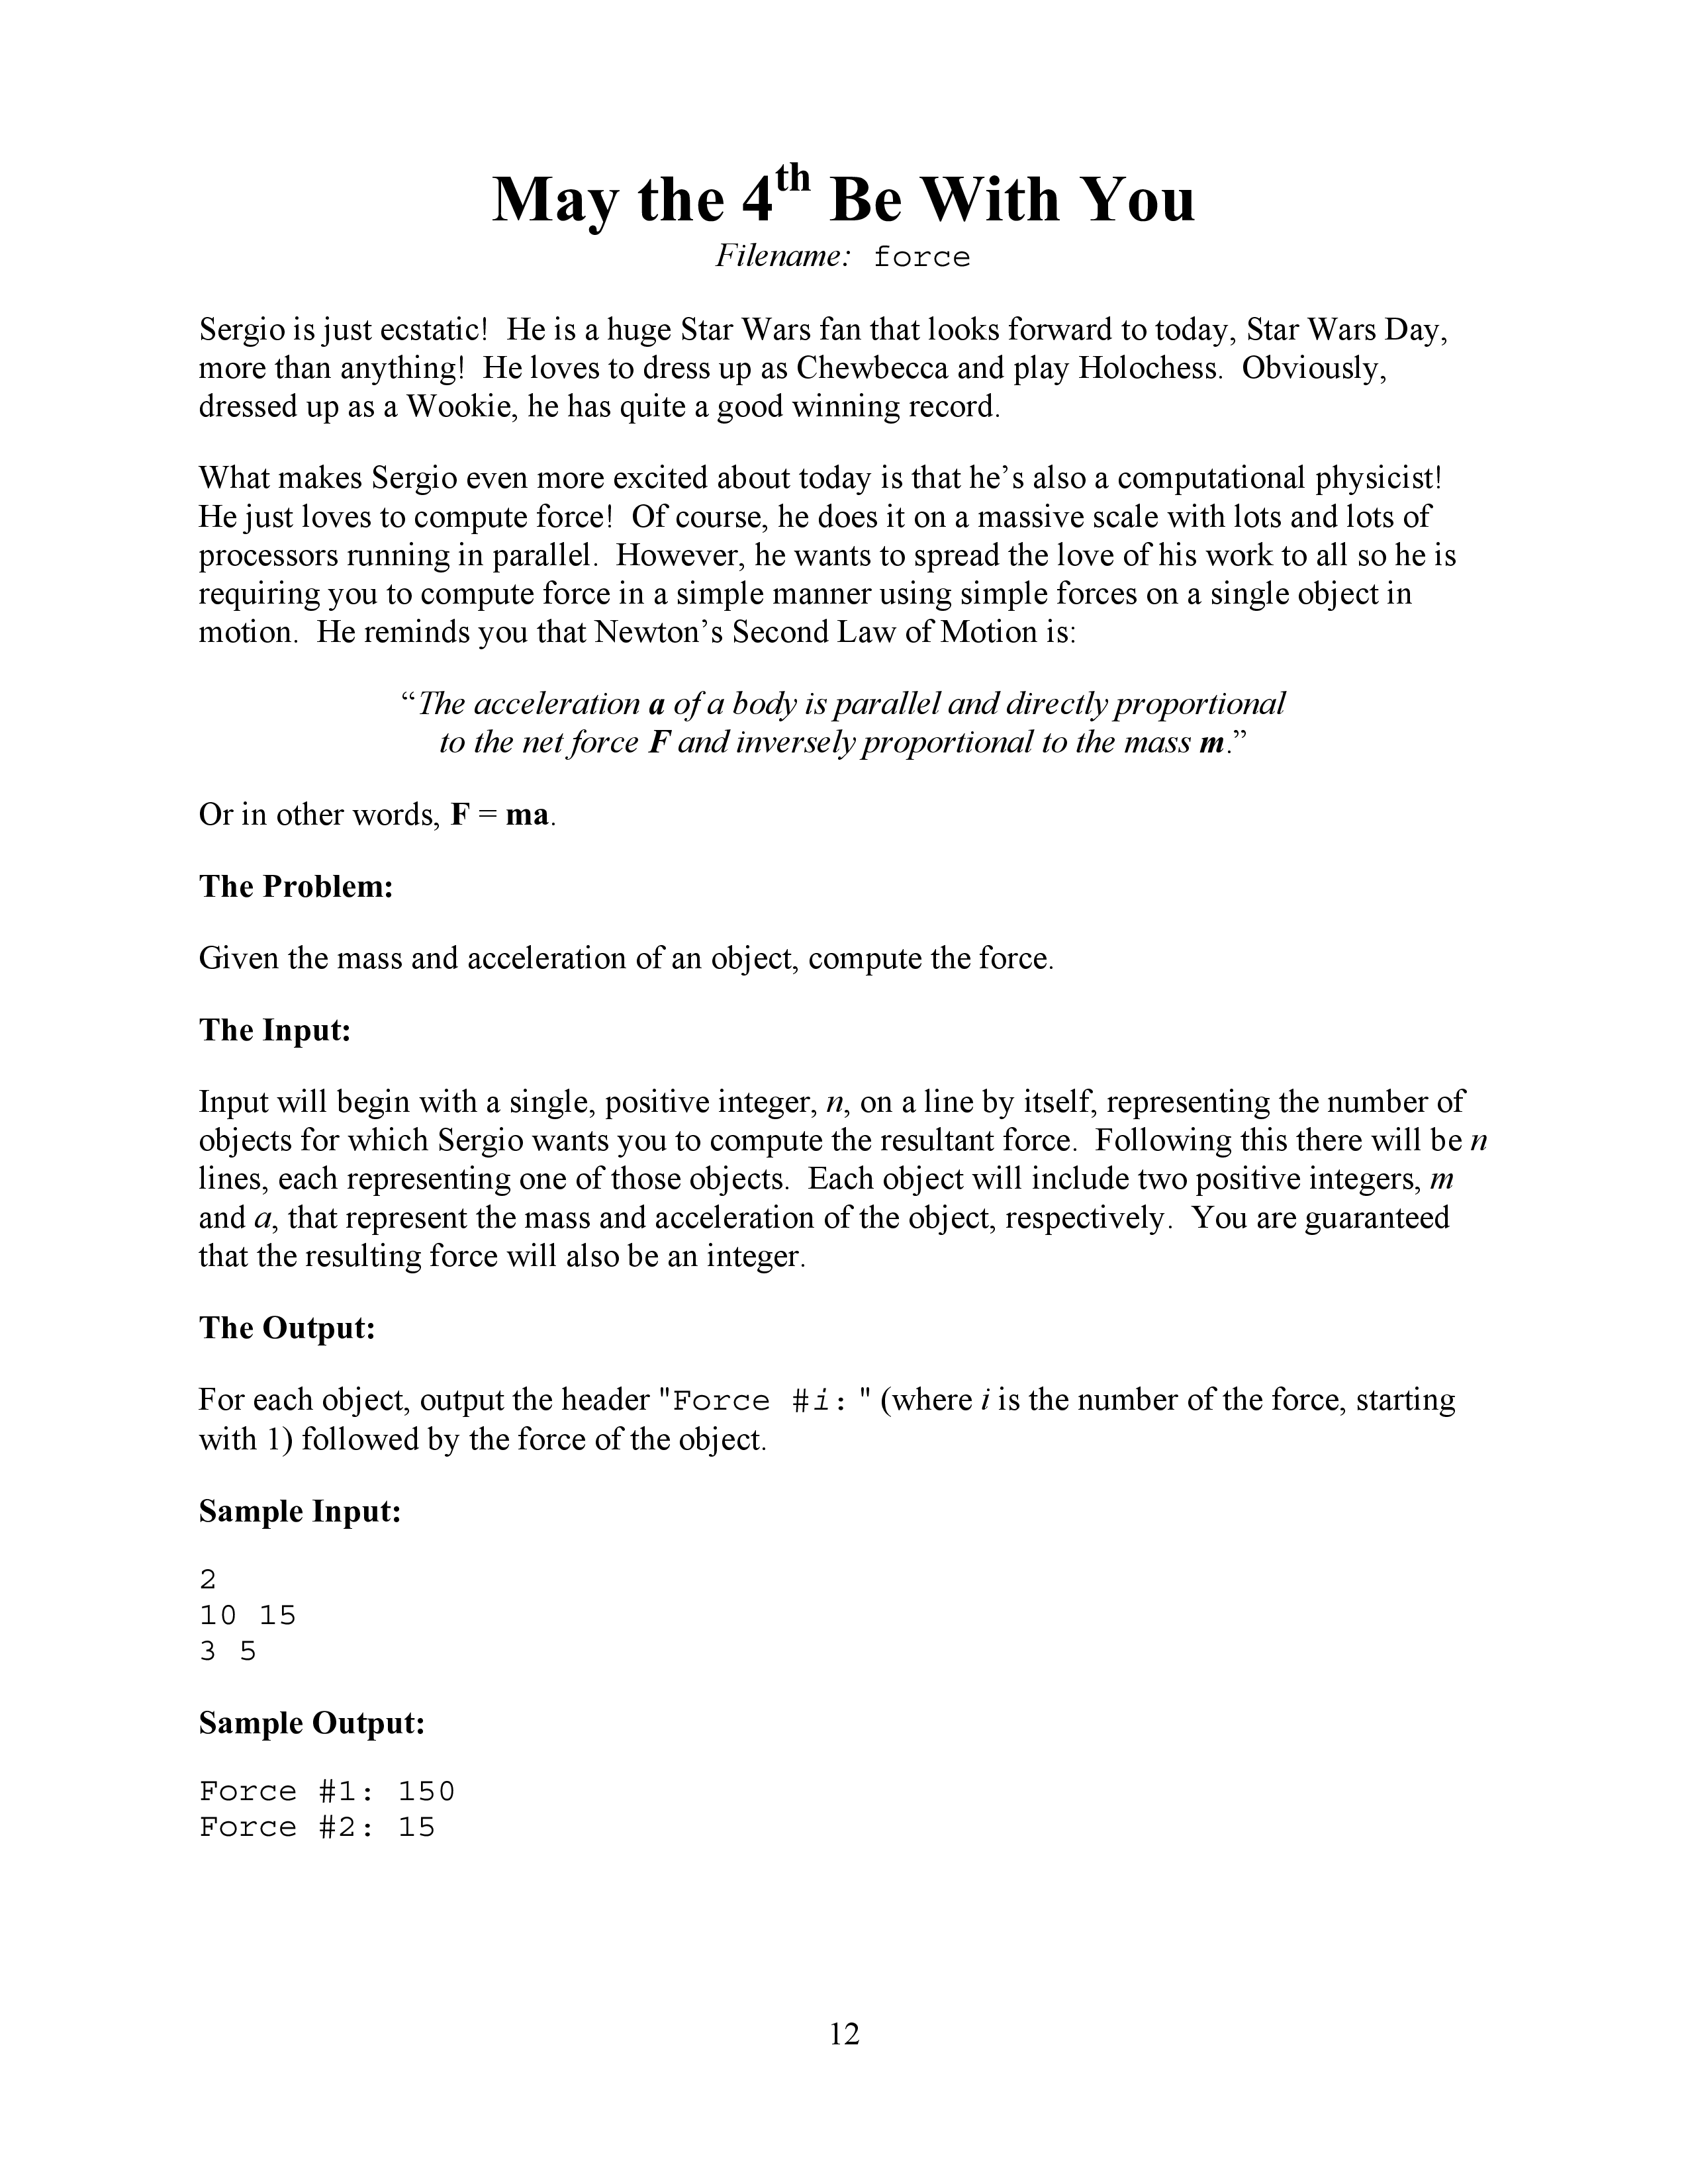 May the 4th Be With You
Filename: force
Sergio is just ecstatic! He is a huge Star Wars fan that looks forward to today, Star Wars Day,
more than anything! He loves to dress up as Chewbecca and play Holochess. Obviously,
dressed up as a Wookie, he has quite a good winning record.
What makes Sergio even more excited about today is that he’s also a computational physicist!
He just loves to compute force! Of course, he does it on a massive scale with lots and lots of
processors running in parallel. However, he wants to spread the love of his work to all so he is
requiring you to compute force in a simple manner using simple forces on a single object in
motion. He reminds you that Newton’s Second Law of Motion is:
“The acceleration a of a body is parallel and directly proportional
to the net force F and inversely proportional to the mass m.”
Or in other words, F = ma.
The Problem:
Given the mass and acceleration of an object, compute the force.
The Input:
Input will begin with a single, positive integer, n, on a line by itself, representing the number of
objects for which Sergio wants you to compute the resultant force. Following this there will be n
lines, each representing one of those objects. Each object will include two positive integers, m
and a, that represent the mass and acceleration of the object, respectively. You are guaranteed
that the resulting force will also be an integer.
The Output:
For each object, output the header "Force #i: " (where i is the number of the force, starting
with 1) followed by the force of the object.
Sample Input:
2
10 15
3 5
Sample Output:
Force #1: 150
Force #2: 15
12